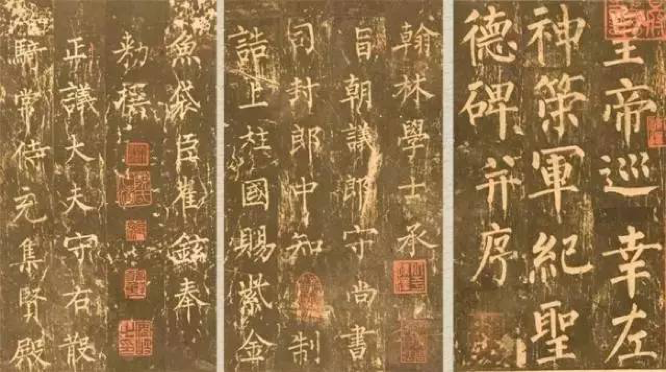 皇帝巡幸左
神策軍紀聖
德碑并序
翰林學士承
旨朝議郎守尚書
司封郎中知制
誥上柱國賜紫金
魚袋臣崔鉉奉
勅撰
正議大夫守右散
騎常侍充集賢殿